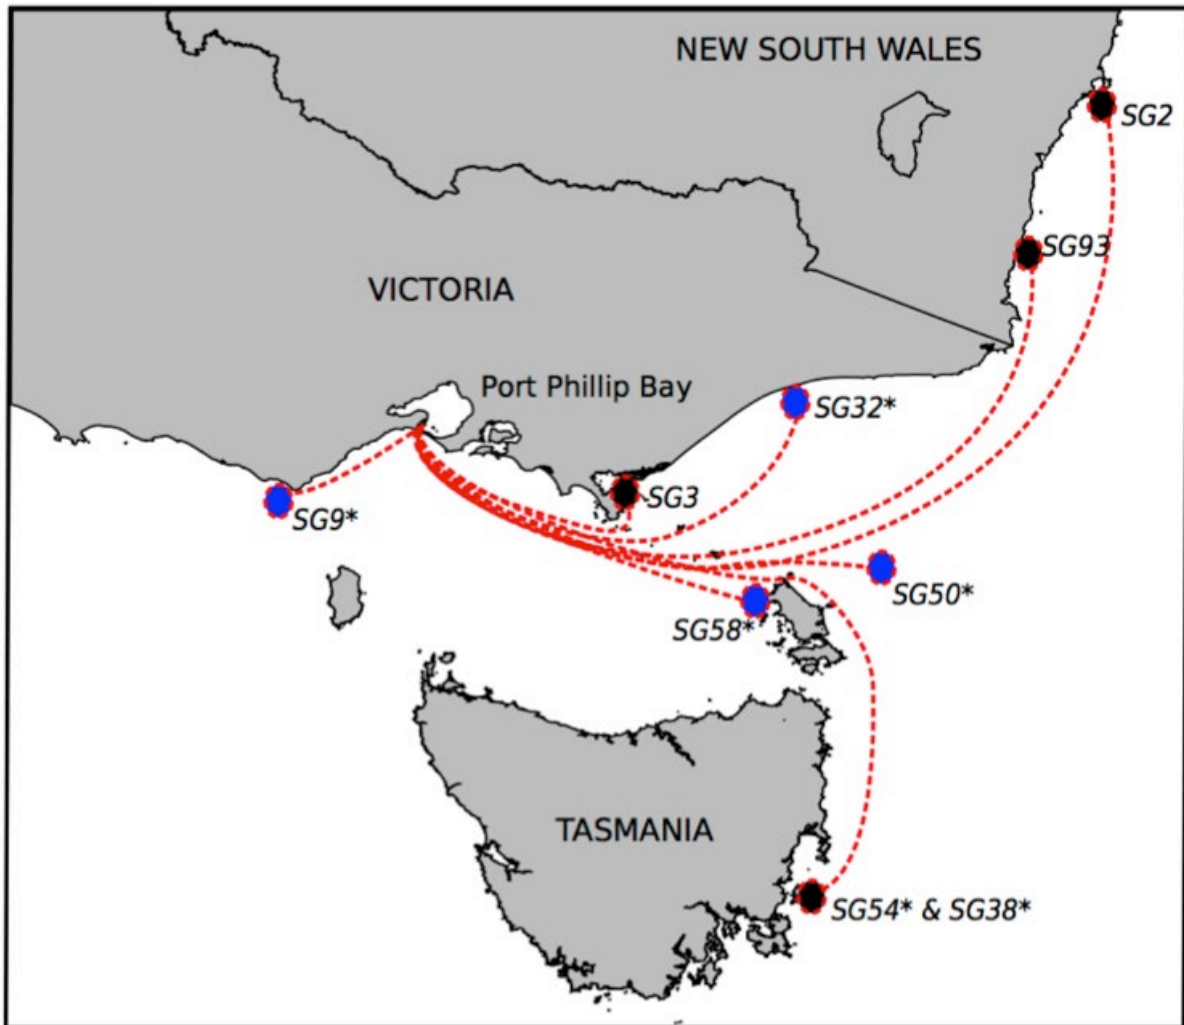 NEW SOUTH WALES
SG2
SG93
VICTORIA
Port Phillip Bay
SG32*
SG3
SG9*
SG50*
SG58*
TASMANIA
SG54* & SG38*